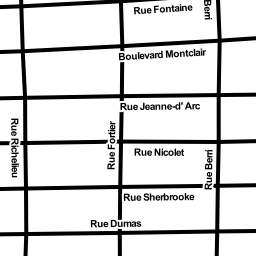 Rue Fontaine
Berri
Boulevard Montclair
Rue Jeanne-d' Arc
Rue Richelieu
Rue Fortier
Rue Nicolet
Rue Berri
Rue Sherbrooke
Rue Dumas